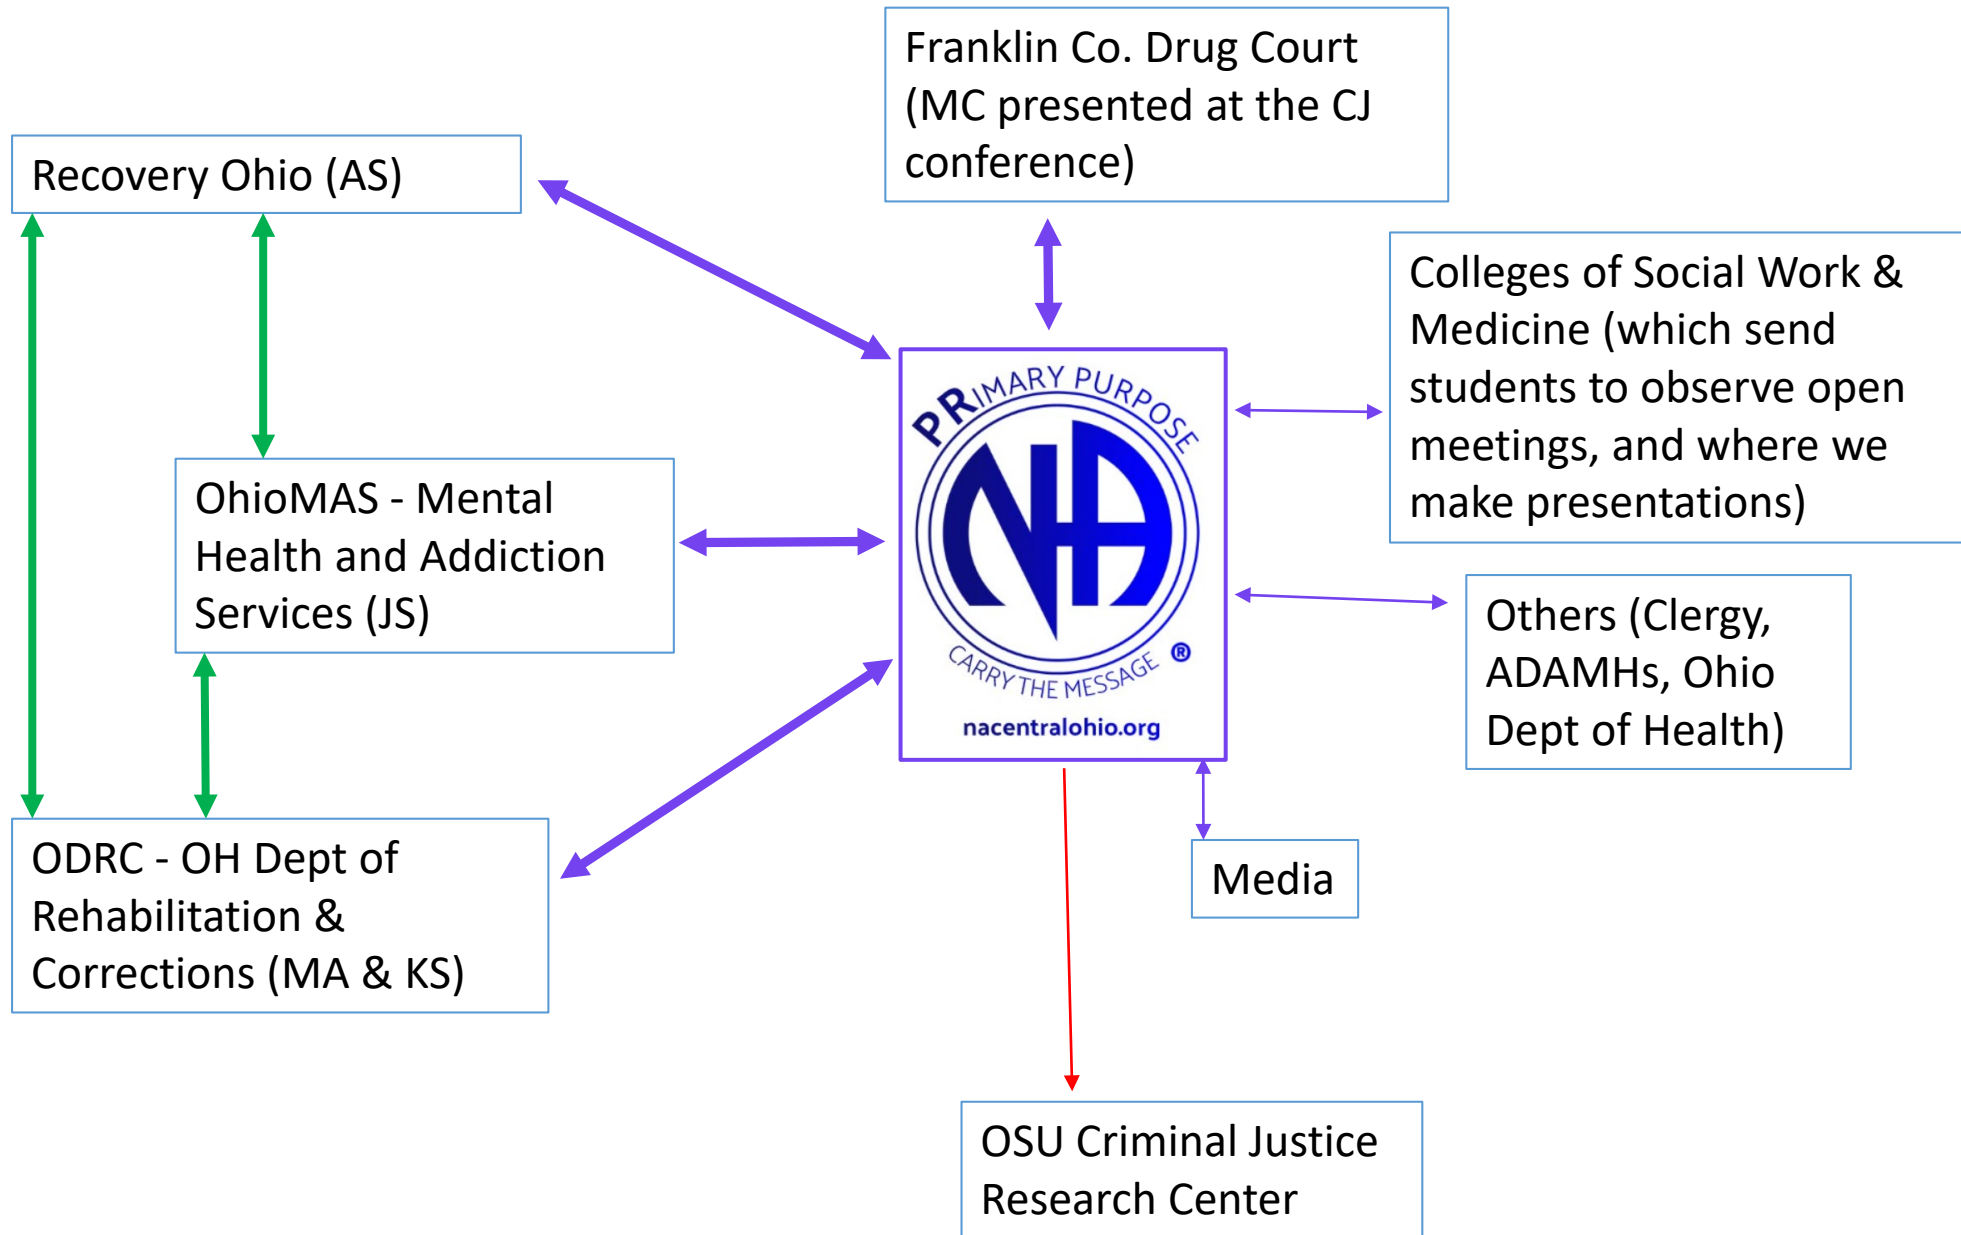 Franklin Co. Drug Court
(MC presented at the CJ
conference)
Recovery Ohio (AS)
Colleges of Social Work &
Medicine (which send
students to observe open
meetings, and where we
make presentations)
PRIMARY PURPOSE
NA
CARRY THE MESSAGE ®
nacentralohio.org
OhioMAS - Mental
Health and Addiction
Services (JS)
Others (Clergy,
ADAMHs, Ohio
Dept of Health)
ODRC - OH Dept of
Rehabilitation &
Corrections (MA & KS)
Media
OSU Criminal Justice
Research Center